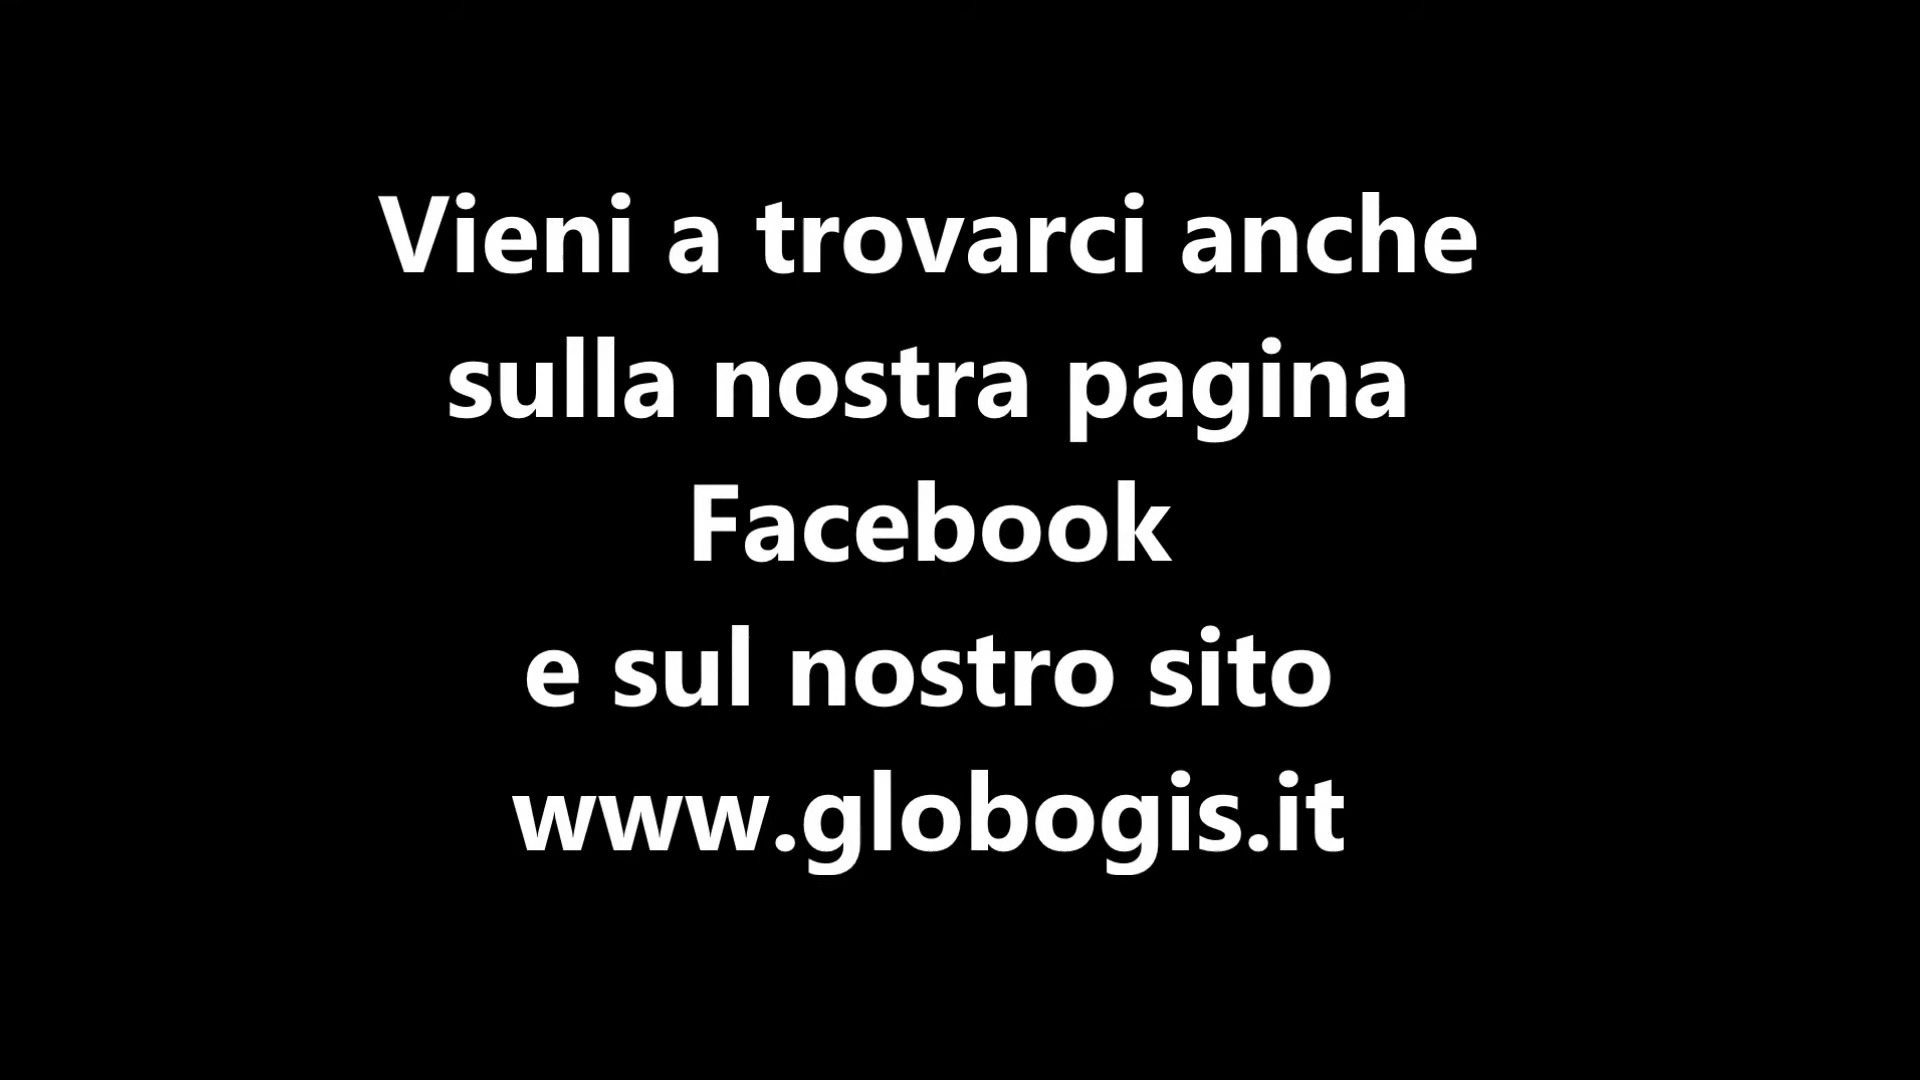 Vieni a trovarci anche
sulla nostra pagina
Facebook
e sul nostro sito
www.globogis.it